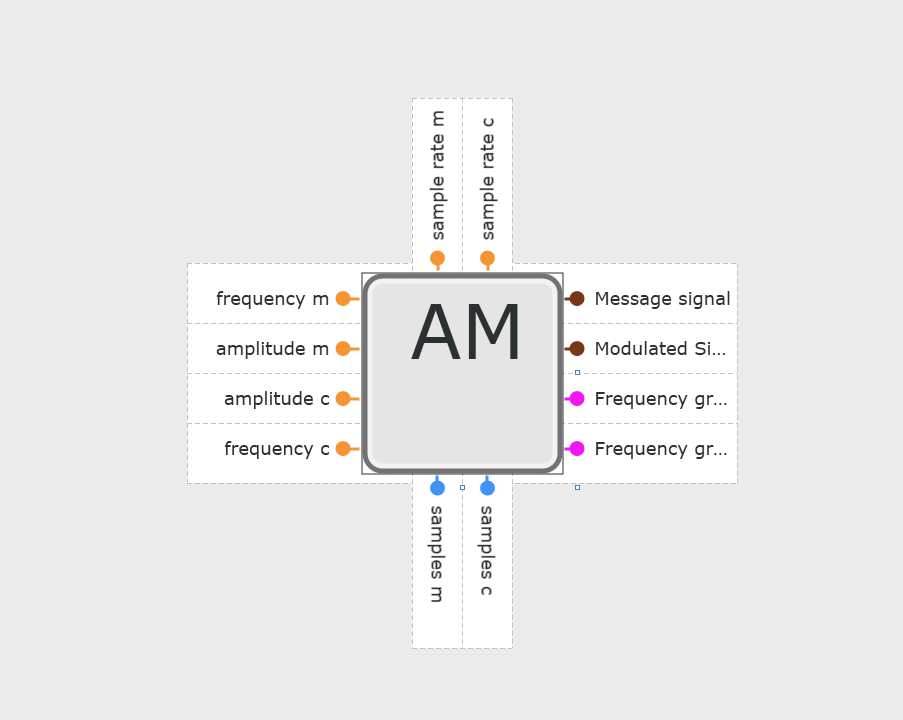 sample rate m
sample rate c
frequency m
amplitude m
amplitude c
frequency c
AM
Message signal
Modulated Si...
Frequency gr...
Frequency gr...
samples m
samples c